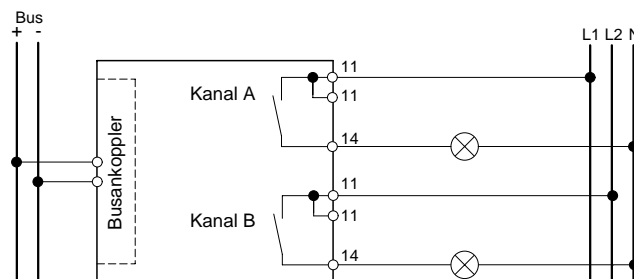 Bus
+ -
L1 L2 N
11
Kanal A
11
14
Busankoppler
11
Kanal B
11
14